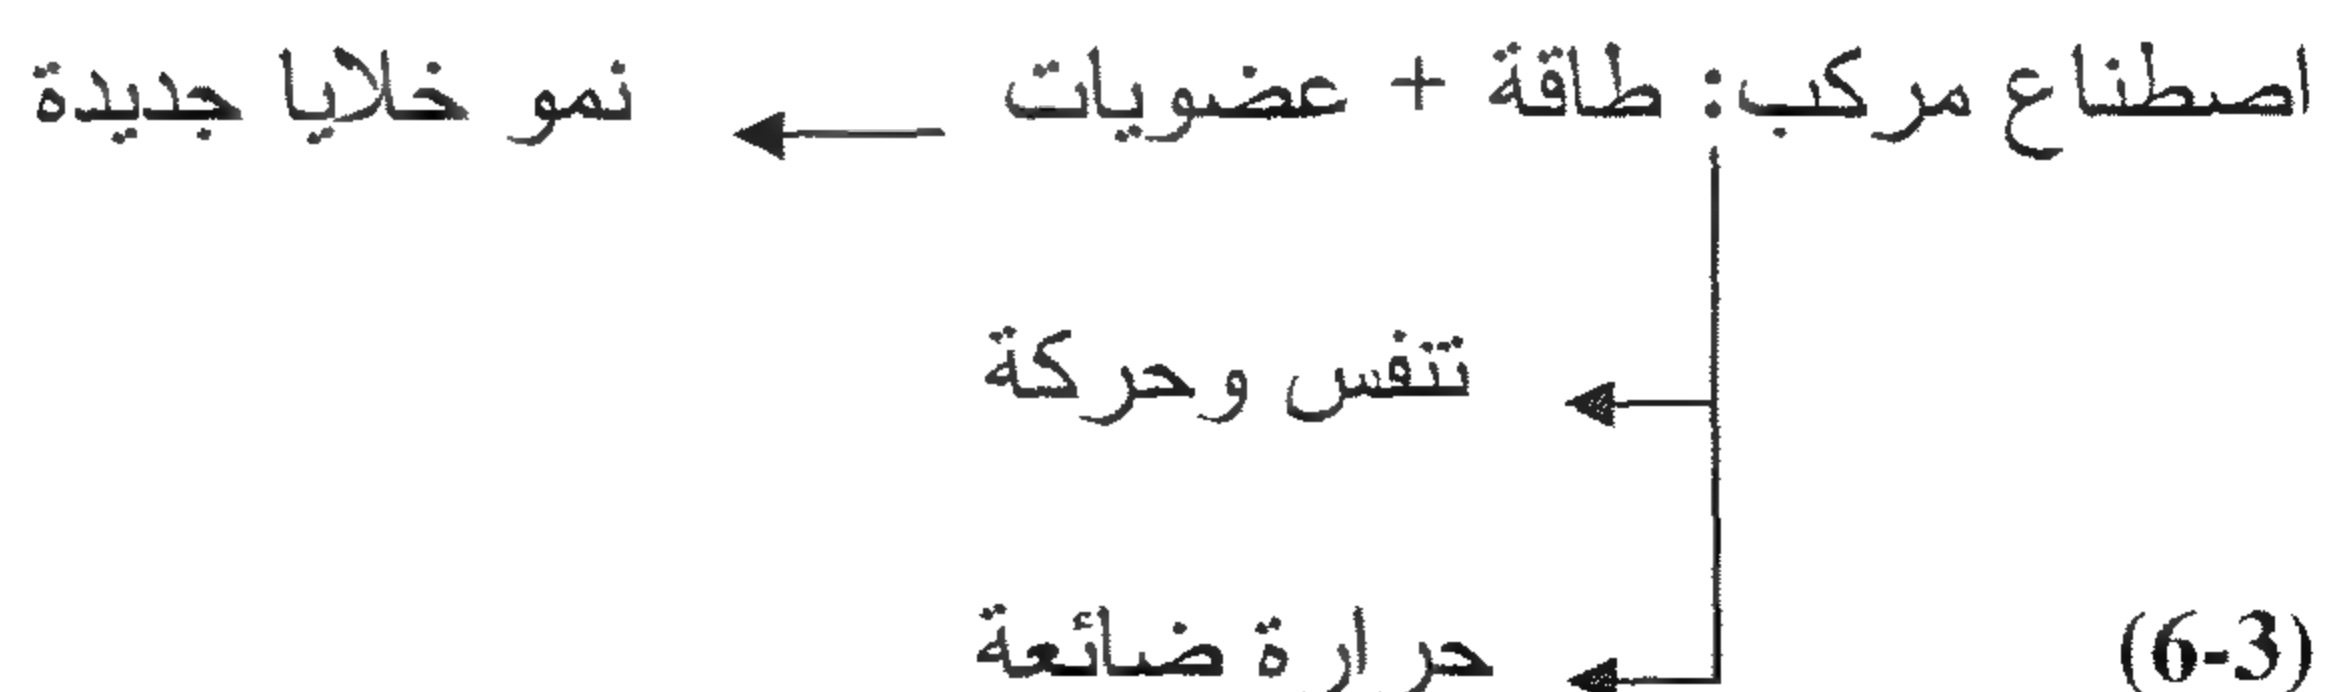 اصطناع مركب: طاقة + عضويات ← نمو خلايا جديدة
← تنفس وحركة
(6-3) ← حرارة ضائعة